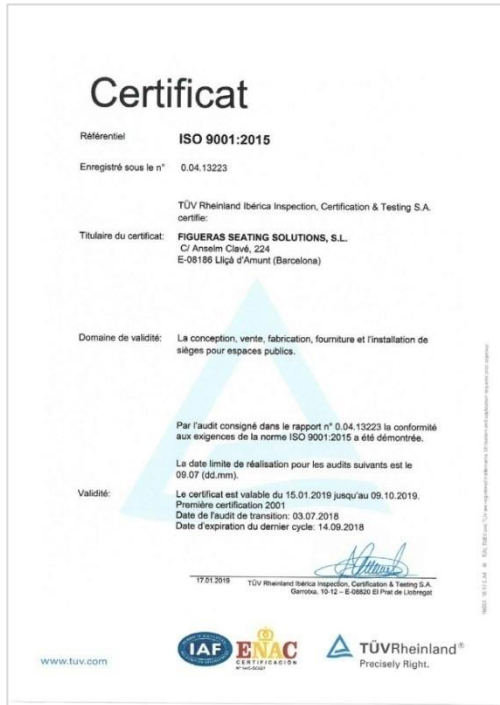 Certificat
Référentiel ISO 9001:2015
Enregistré sous le n° 0.04.13223
TÜV Rheinland Ibérica Inspection, Certification & Testing S.A.
certifie:
Titulaire du certificat: FIGUERAS SEATING SOLUTIONS, S.L.
C/ Anselm Clavé, 224
E-08186 Lliçà d'Amunt (Barcelona)
Domaine de validité: La conception, vente, fabrication, fourniture et l'installation de
sièges pour espaces publics.
Par l'audit consigné dans le rapport n° 0.04.13223 la conformité
aux exigences de la norme ISO 9001:2015 a été démontrée.
La date limite de réalisation pour les audits suivants est le
09.07 (dd.mm).
Validité: Le certificat est valable du 15.01.2019 jusqu'au 09.10.2019.
Première certification 2001
Date de l'audit de transition: 03.07.2018
Date d'expiration du dernier cycle: 14.09.2018
17.01.2019 TÜV Rheinland Ibérica Inspection, Certification & Testing S.A.
Garrotxa, 10-12 – E-08820 El Prat de Llobregat
www.tuv.com
IAF
ENAC
CERTIFICACIÓN
TÜVRheinland®
Precisely Right.